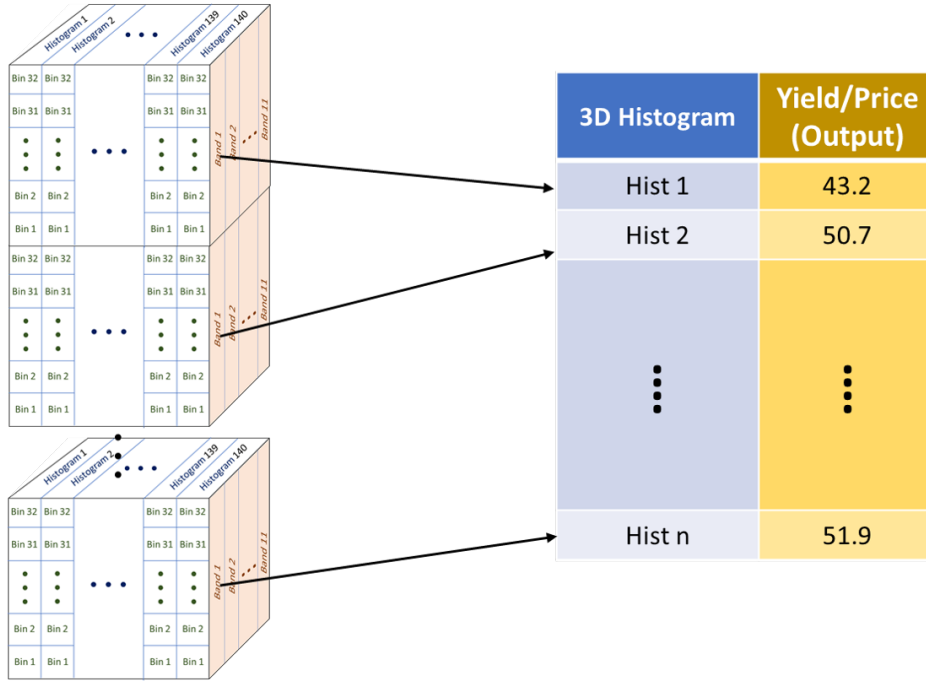 Histogram 1
Histogram 2
Histogram 139
Histogram 140
Bin 32 Bin 32 Bin 32 Bin 32
Bin 31 Bin 31 Bin 31 Bin 31
Bin 2 Bin 2 Bin 2 Bin 2
Bin 1 Bin 1 Bin 1 Bin 1
Band 1
Band 2
Band 11
Bin 32 Bin 32 Bin 32 Bin 32
Bin 31 Bin 31 Bin 31 Bin 31
Bin 2 Bin 2 Bin 2 Bin 2
Bin 1 Bin 1 Bin 1 Bin 1
Band 1
Band 2
Band 11
Histogram 1
Histogram 2
Histogram 139
Histogram 140
Bin 32 Bin 32 Bin 32 Bin 32
Bin 31 Bin 31 Bin 31 Bin 31
Bin 2 Bin 2 Bin 2 Bin 2
Bin 1 Bin 1 Bin 1 Bin 1
Band 1
Band 2
Band 11
3D Histogram
Yield/Price
(Output)
Hist 1 43.2
Hist 2 50.7
Hist n 51.9